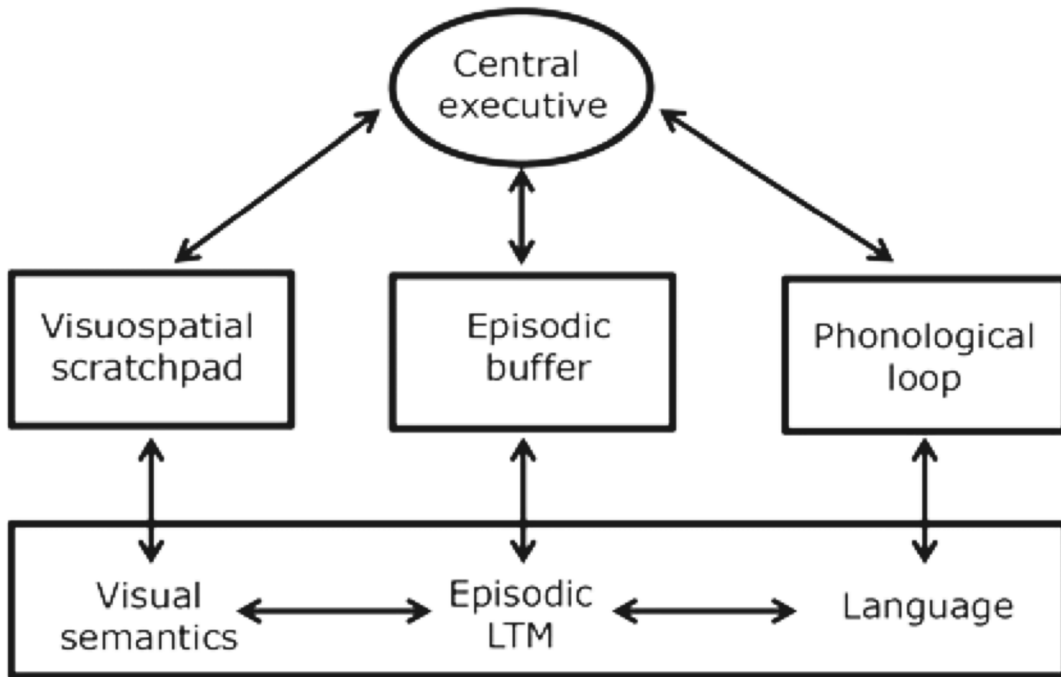 Central
executive
Visuospatial
scratchpad
Episodic
buffer
Phonological
loop
Visual
semantics
Episodic
LTM
Language